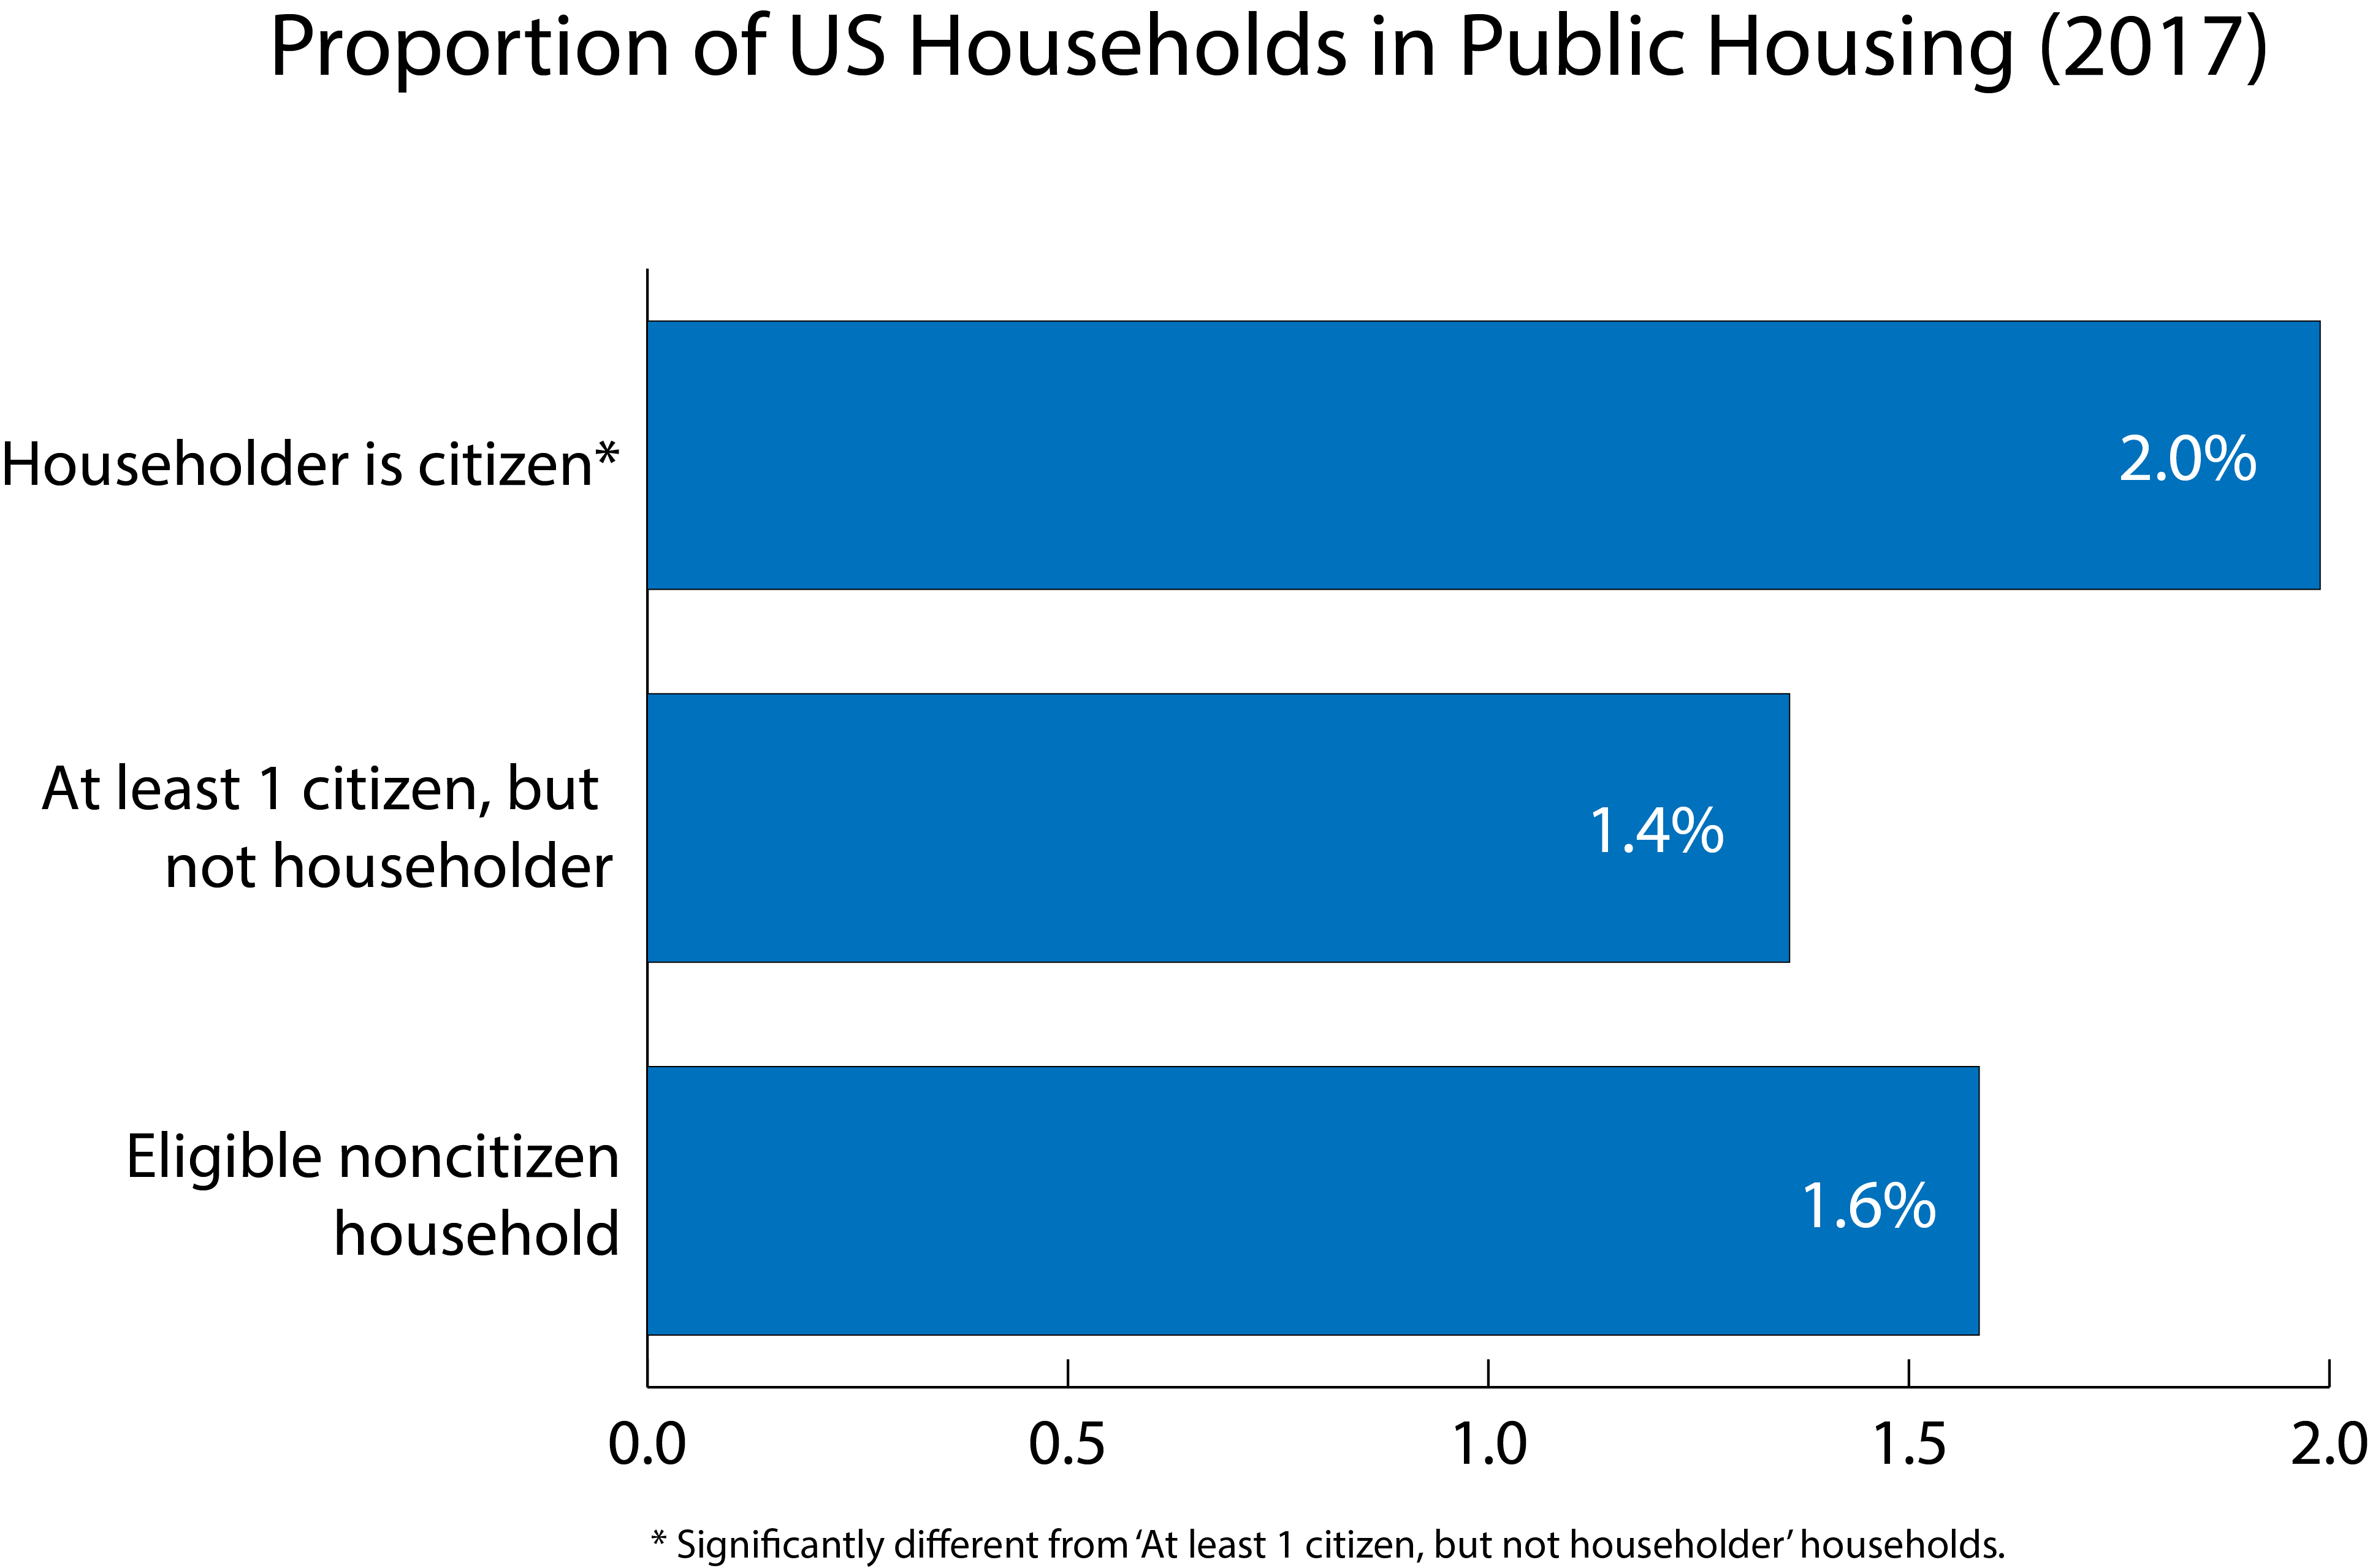 Proportion of US Households in Public Housing (2017)
Householder is citizen*
2.0%
At least 1 citizen, but
not householder
1.4%
Eligible noncitizen
household
1.6%
0.0 0.5 1.0 1.5 2.0
* Significantly different from ‘At least 1 citizen, but not householder’ households.